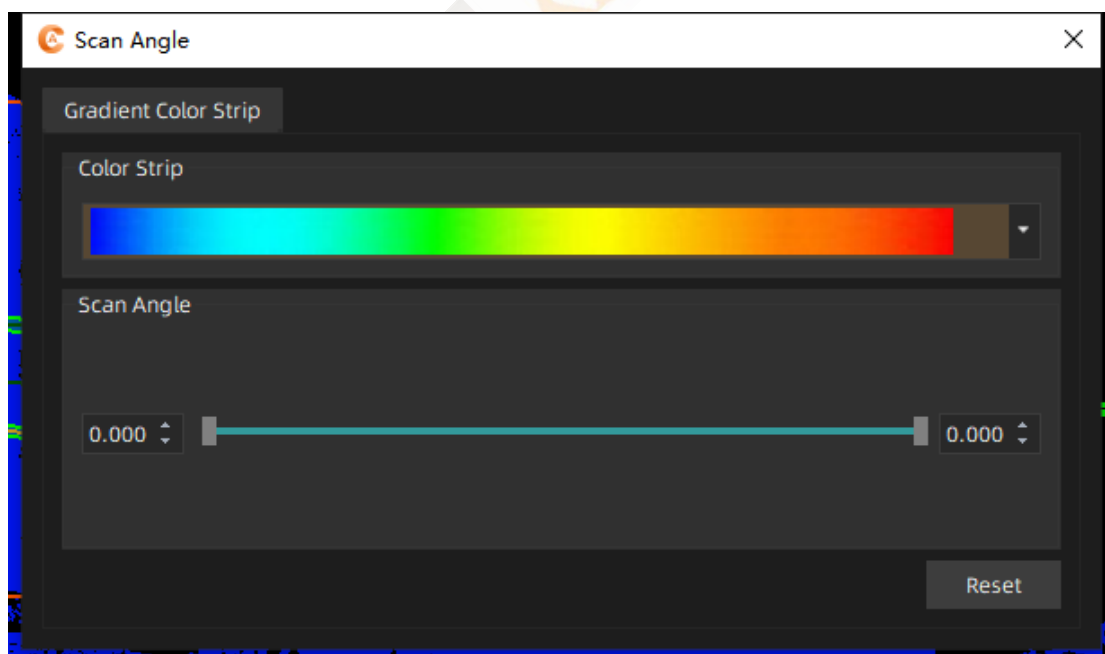 Scan Angle
Gradient Color Strip
Color Strip
Scan Angle
0.000
0.000
Reset